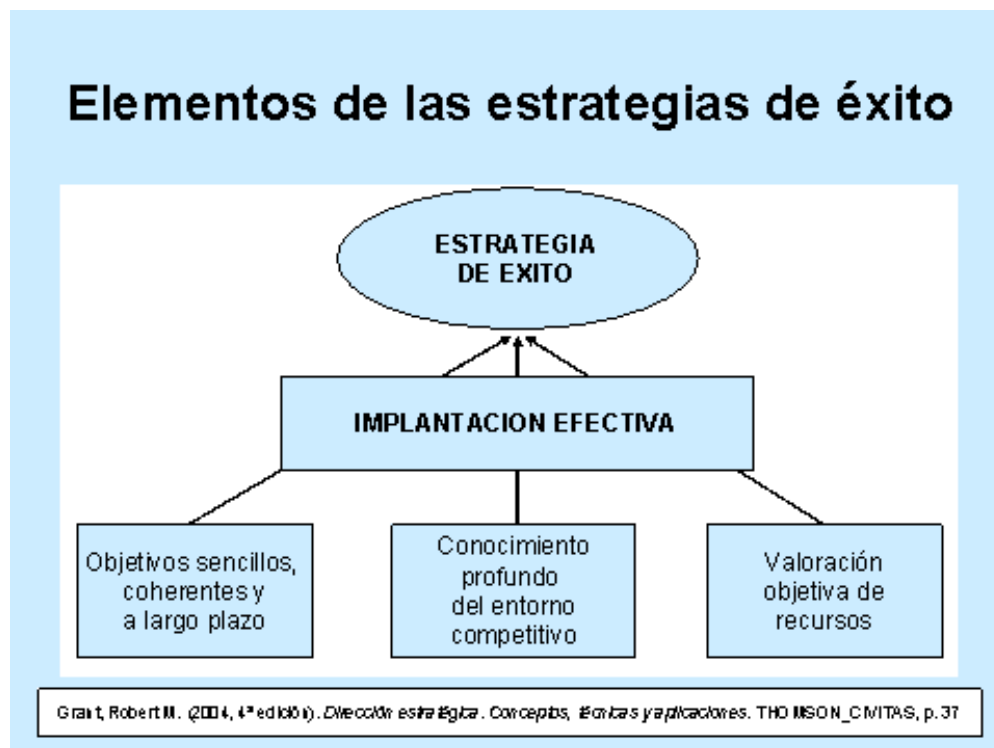 Elementos de las estrategias de éxito
ESTRATEGIA
DE EXITO
IMPLANTACION EFECTIVA
Objetivos sencillos,
coherentes y
a largo plazo
Conocimiento
profundo
del entorno
competitivo
Valoración
objetiva de
recursos
Grant, Robert M. (2004, 4ª edición). Dirección estratégica. Conceptos, técnicas y aplicaciones. THOMSON_CIVITAS, p. 37